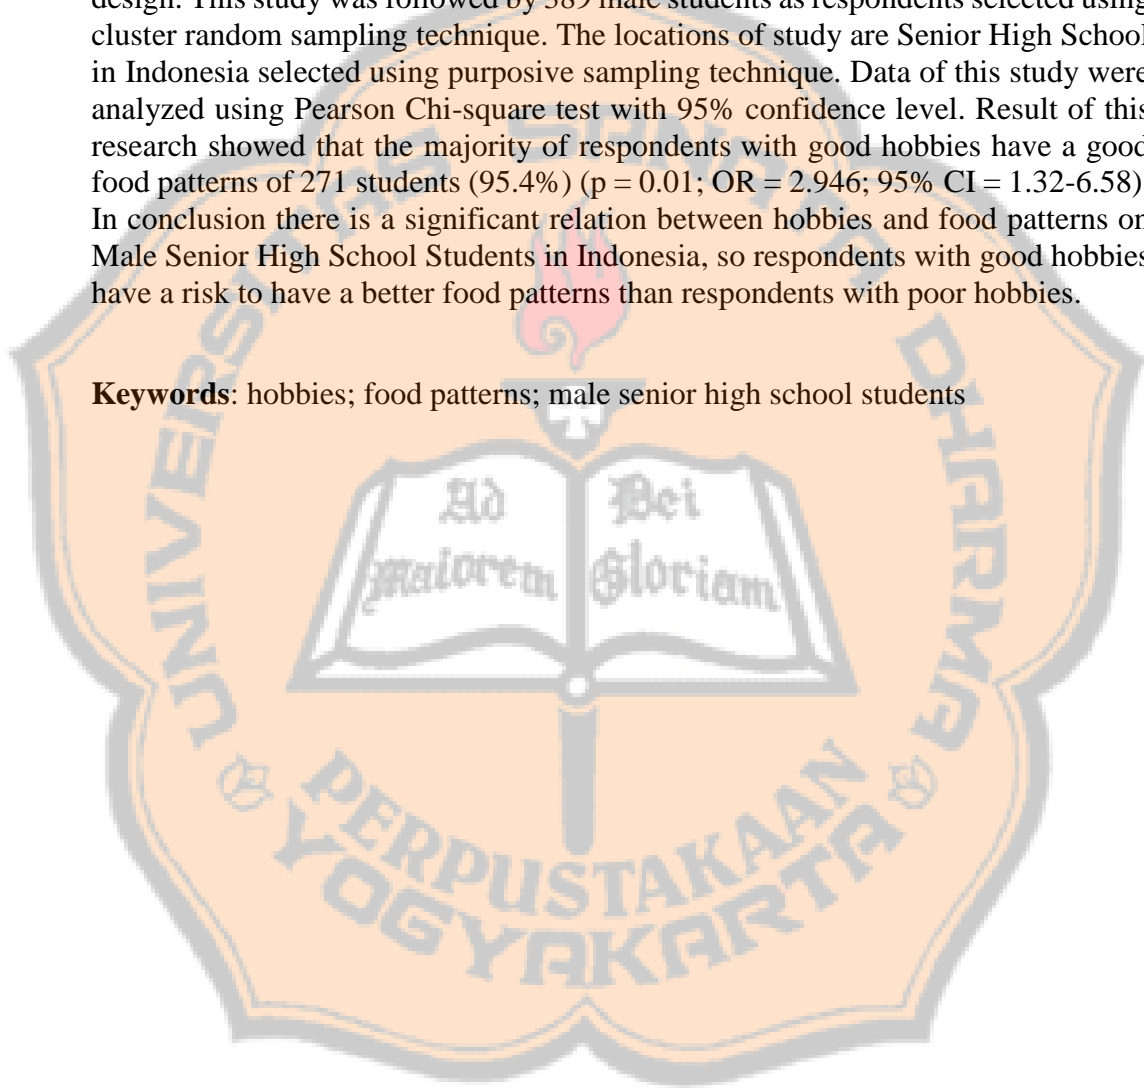 design. This study was followed by 389 male students as respondents selected using
cluster random sampling technique. The locations of study are Senior High School
in Indonesia selected using purposive sampling technique. Data of this study were
analyzed using Pearson Chi-square test with 95% confidence level. Result of this
research showed that the majority of respondents with good hobbies have a good
food patterns of 271 students (95.4%) (p = 0.01; OR = 2.946; 95% CI = 1.32-6.58)
In conclusion there is a significant relation between hobbies and food patterns on
Male Senior High School Students in Indonesia, so respondents with good hobbies
have a risk to have a better food patterns than respondents with poor hobbies.
Keywords: hobbies; food patterns; male senior high school students
UNIVERSITAS SANATA DHARMA
Ad Dei
Maiorem Gloriam
PERPUSTAKAAN
YOGYAKARTA